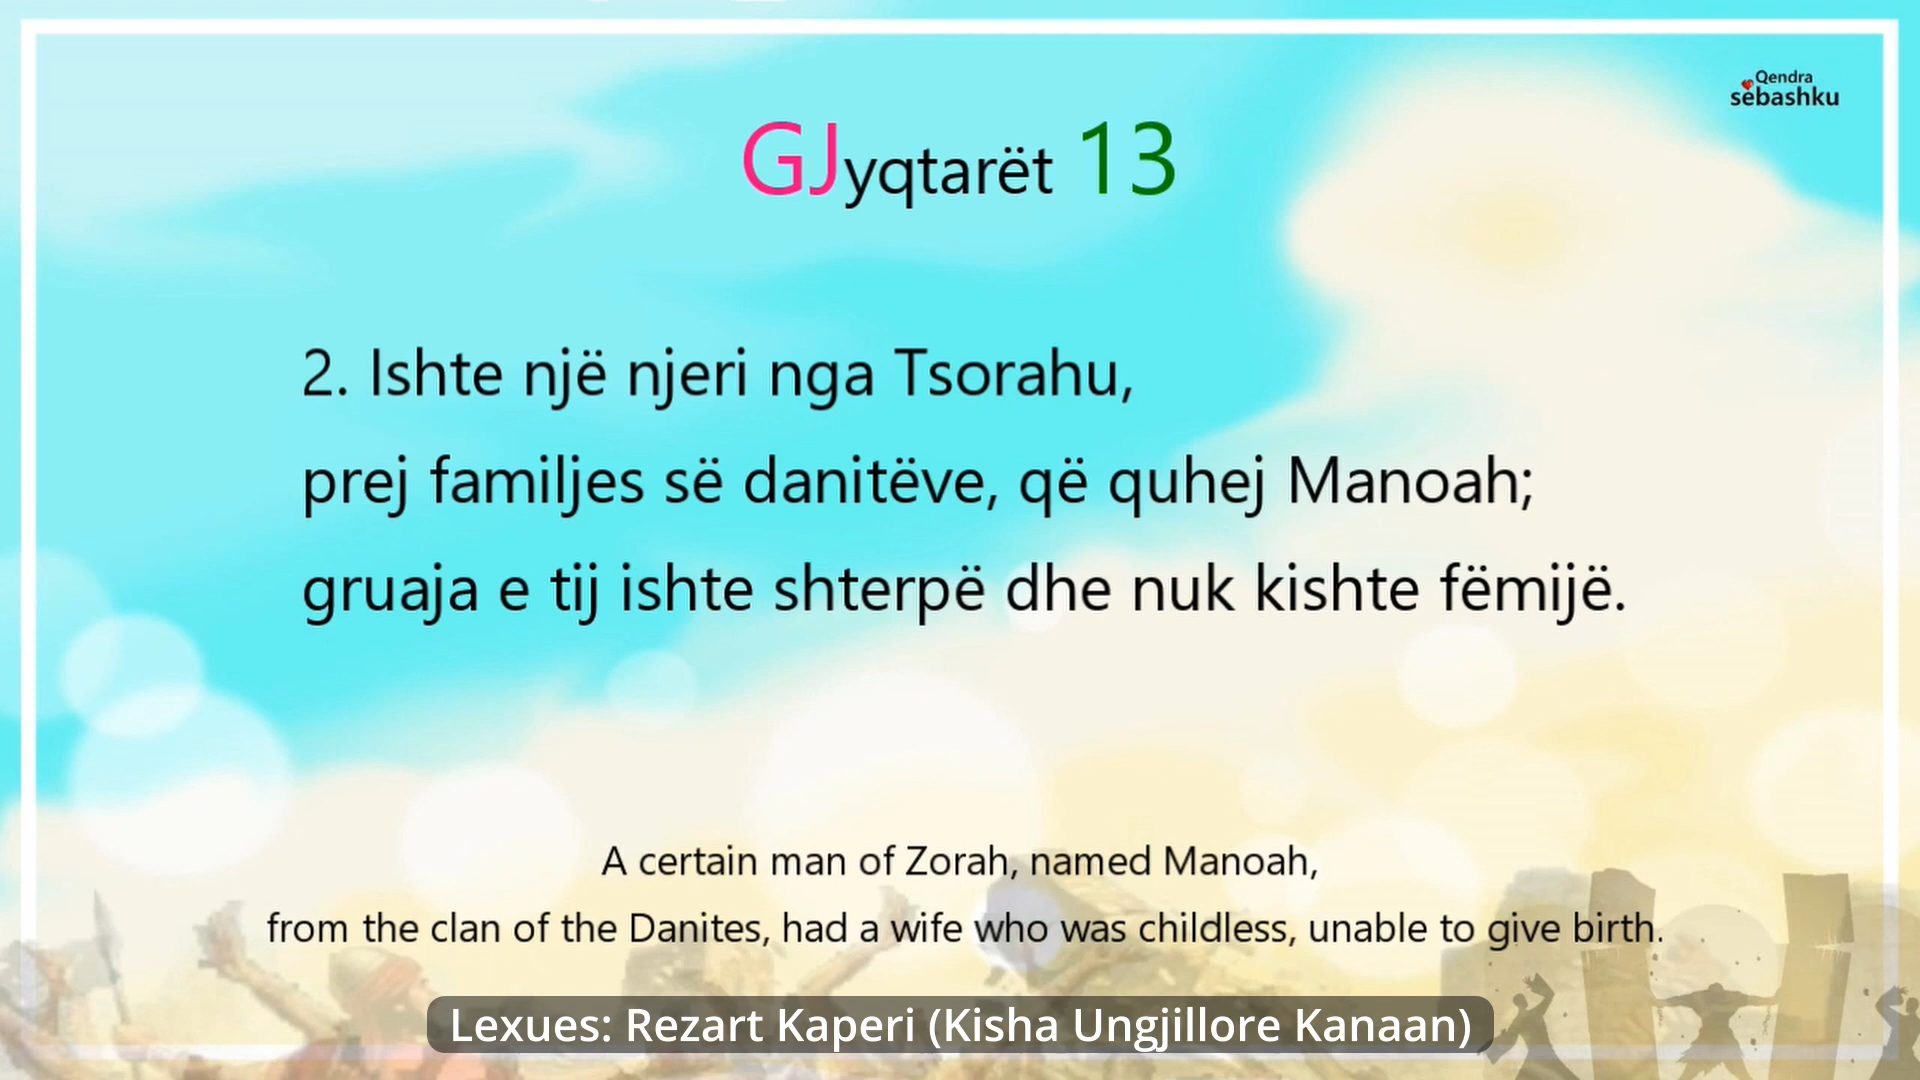 Qendra
sëbashku
GJyqtarët 13
2. Ishte një njeri nga Tsorahu,
prej familjes së danitëve, që quhej Manoah;
gruaja e tij ishte shterpë dhe nuk kishte fëmijë.
A certain man of Zorah, named Manoah,
from the clan of the Danites, had a wife who was childless, unable to give birth.
Lexues: Rezart Kaperi (Kisha Ungjillore Kanaan)